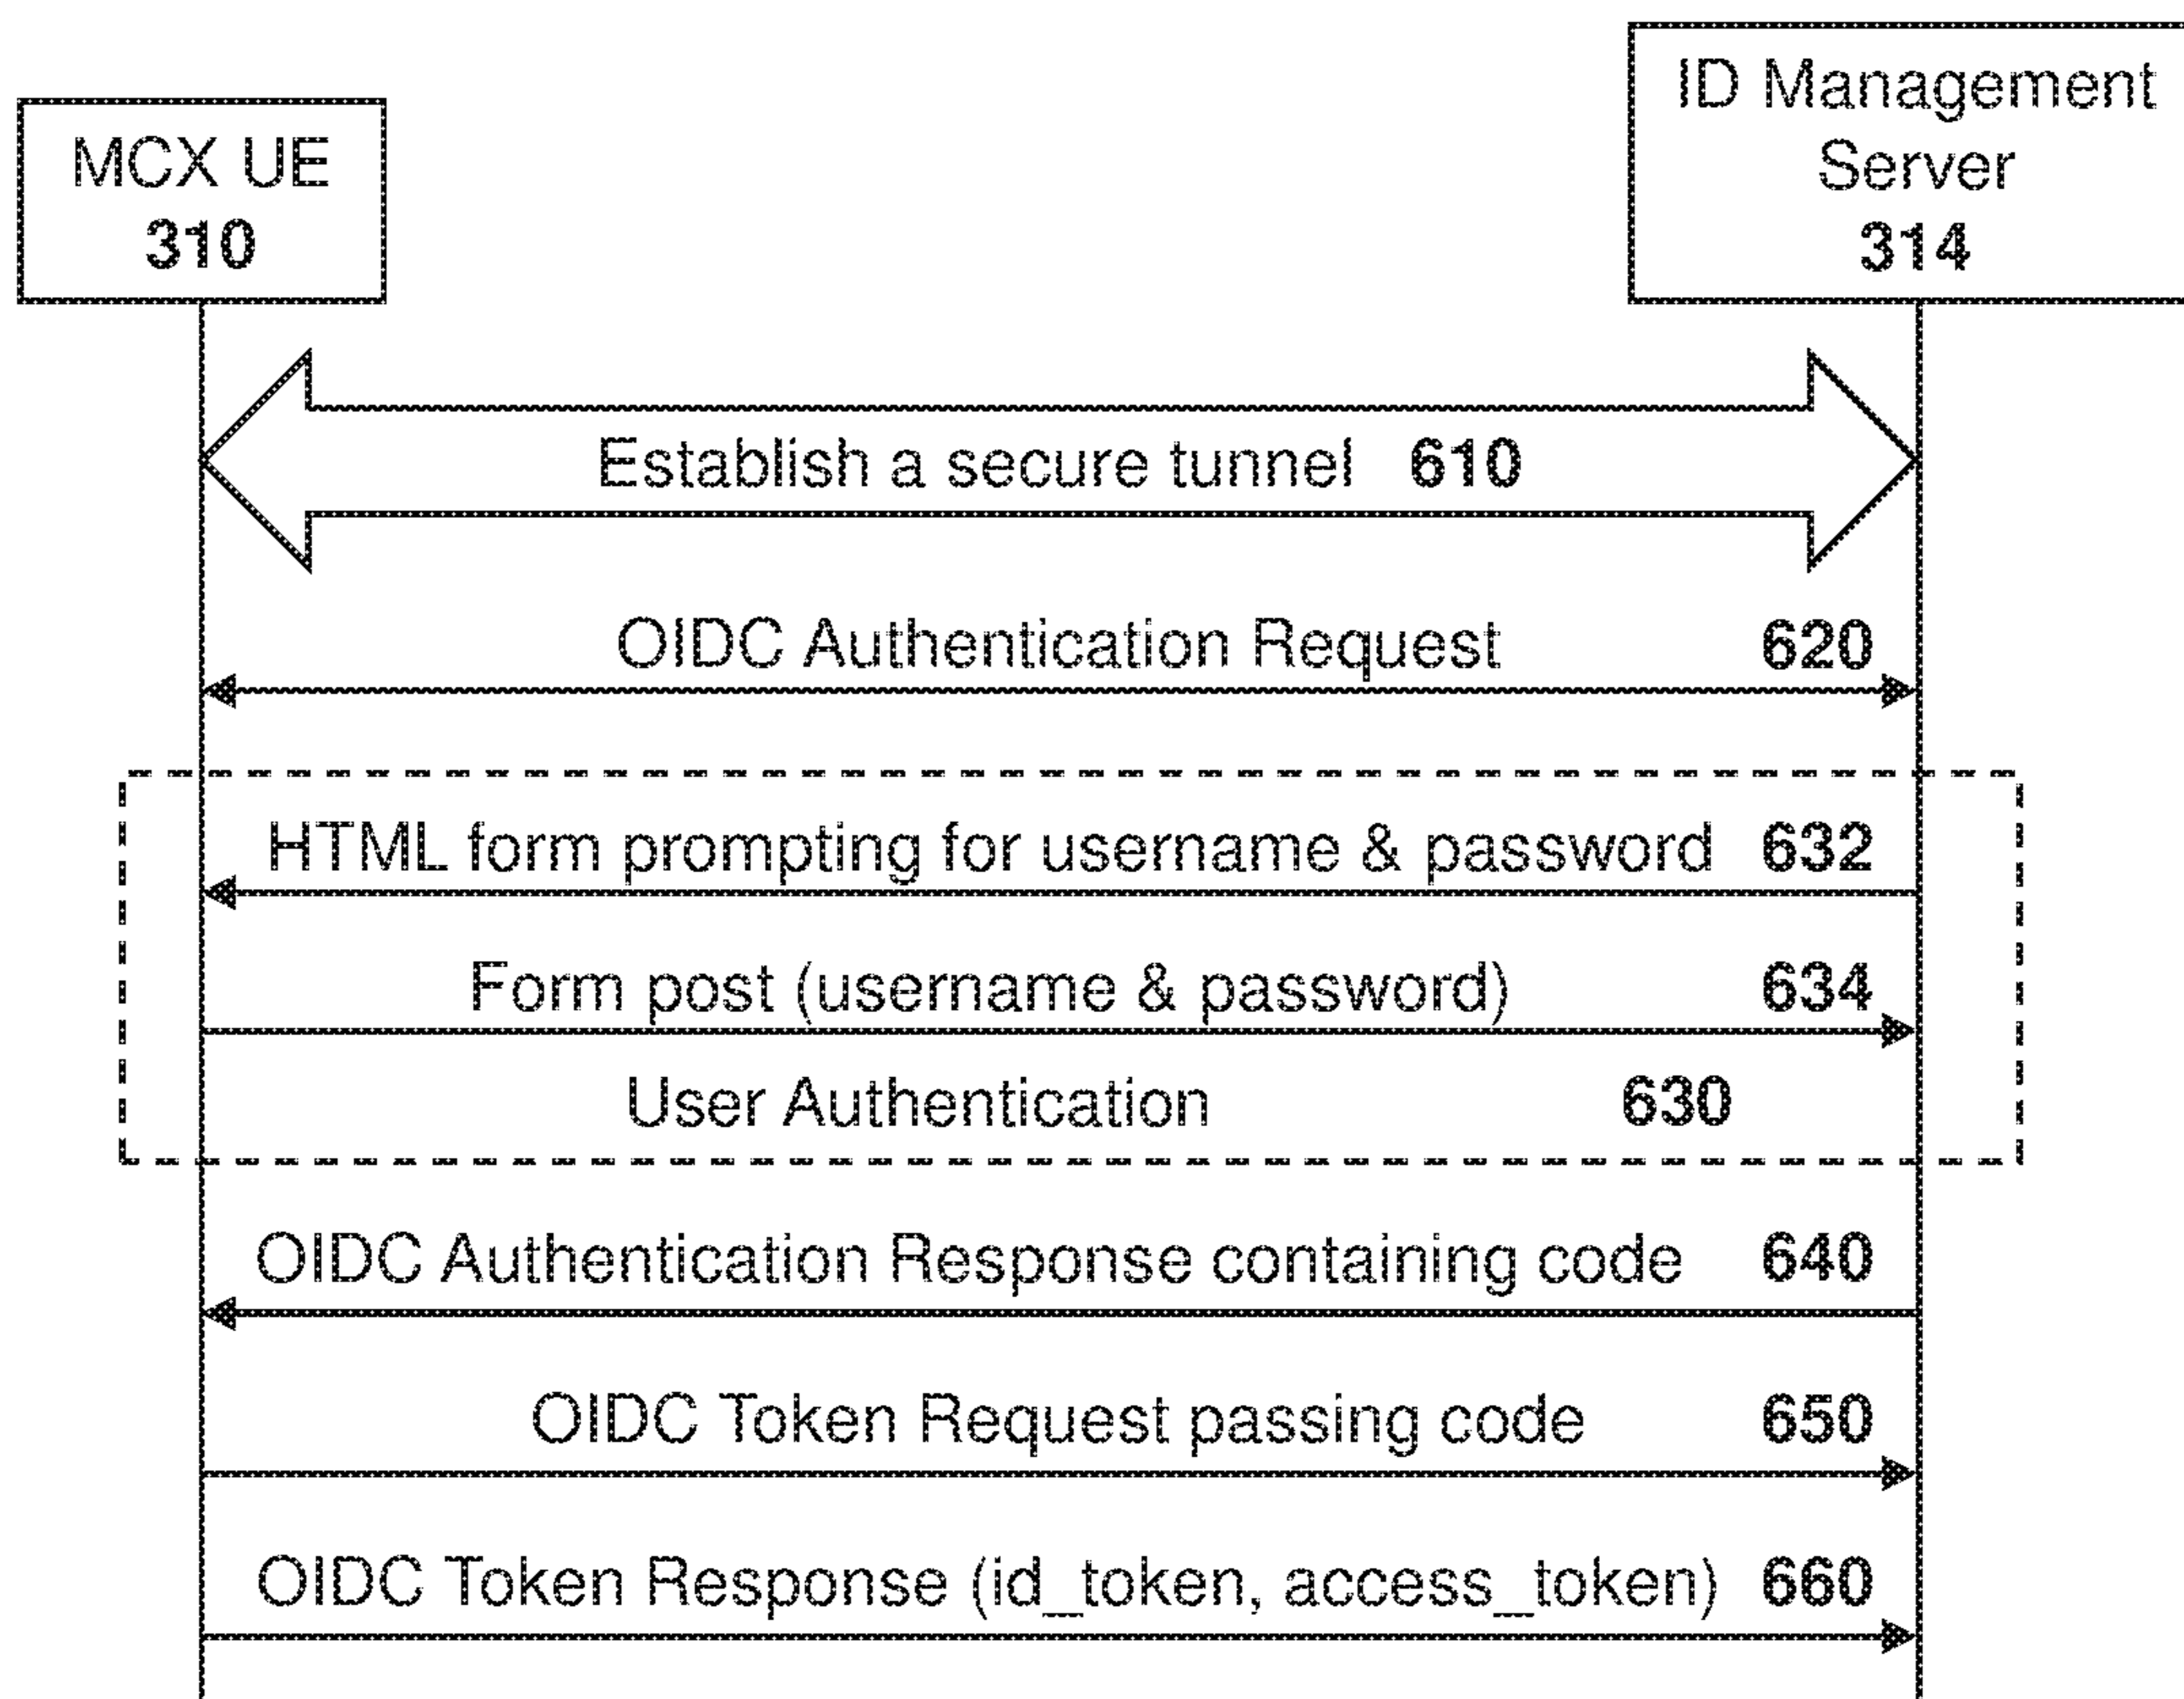 MCX UE
310
ID Management
Server
314
Establish a secure tunnel 610
OIDC Authentication Request 620
HTML form prompting for username & password 632
Form post (username & password) 634
User Authentication 630
OIDC Authentication Response containing code 640
OIDC Token Request passing code 650
OIDC Token Response (id_token, access_token) 660